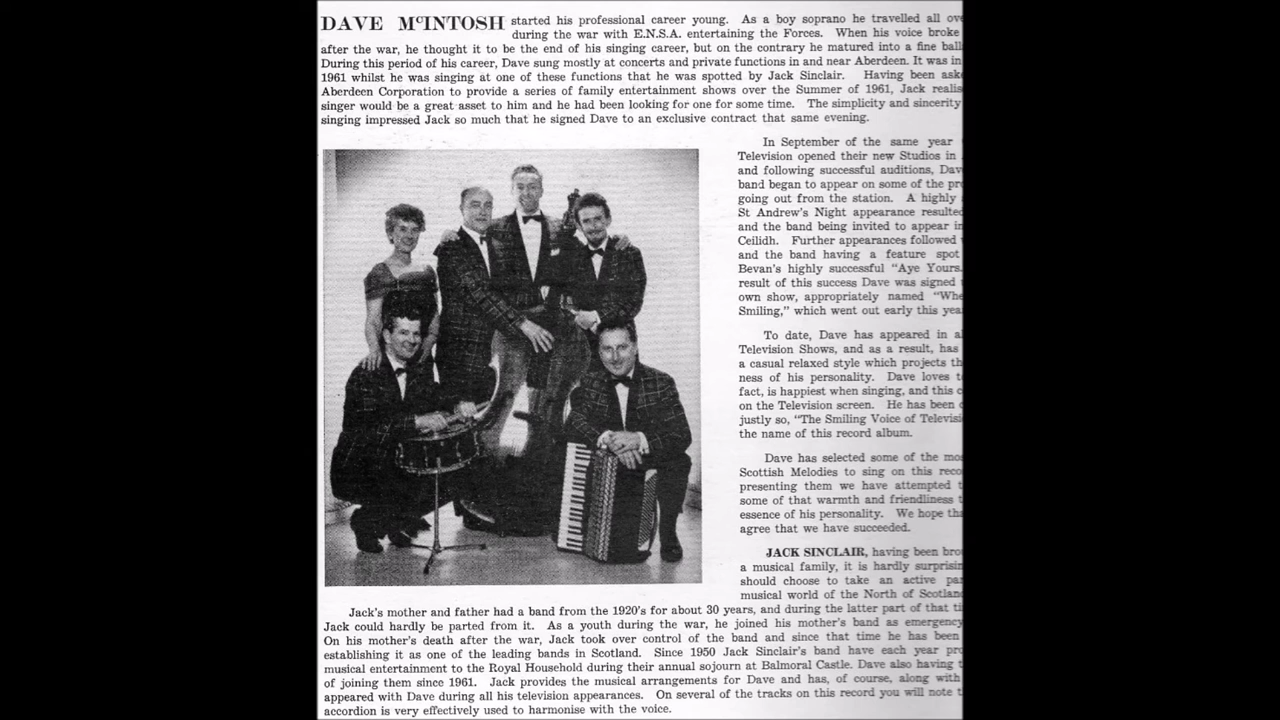 DAVE McINTOSH started his professional career young. As a boy soprano he travelled all
during the war with E.N.S.A. entertaining the Forces. When his voice broke
after the war, he thought it to be the end of his singing career, but on the contrary he matured into a fine
During this period of his career, Dave sung mostly at concerts and private functions in and near Aberdeen. It was in
1961 whilst he was singing at one of these functions that he was spotted by Jack Sinclair. Having been
Aberdeen Corporation to provide a series of family entertainment shows over the Summer of 1961, Jack
singer would be a great asset to him and he had been looking for one for some time. The simplicity and sincerity
singing impressed Jack so much that he signed Dave to an exclusive contract that same evening.
In September of the same year
Television opened their new Studios in
and following successful auditions,
band began to appear on some of the
going out from the station. A highly
St Andrew's Night appearance resulted
and the band being invited to appear
Ceilidh. Further appearances followed
and the band having a feature spot
Bevan's highly successful "Aye Yours.
result of this success Dave was signed
own show, appropriately named
Smiling," which went out early this
To date, Dave has appeared in
Television Shows, and as a result, has
a casual relaxed style which projects
ness of his personality. Dave loves
fact, is happiest when singing, and this
on the Television screen. He has been
justly so, "The Smiling Voice of
the name of this record album.
Dave has selected some of the
Scottish Melodies to sing on this
presenting them we have attempted
some of that warmth and friendliness
essence of his personality. We hope
agree that we have succeeded.
JACK SINCLAIR, having been
a musical family, it is hardly
should choose to take an active
musical world of the North of
Jack's mother and father had a band from the 1920's for about 30 years, and during the latter part of that
Jack could hardly be parted from it. As a youth during the war, he joined his mother's band as emergency
On his mother's death after the war, Jack took over control of the band and since that time he has been
establishing it as one of the leading bands in Scotland. Since 1950 Jack Sinclair's band have each year
musical entertainment to the Royal Household during their annual sojourn at Balmoral Castle. Dave also having
of joining them since 1961. Jack provides the musical arrangements for Dave and has, of course, along with
appeared with Dave during all his television appearances. On several of the tracks on this record you will note
accordion is very effectively used to harmonise with the voice.